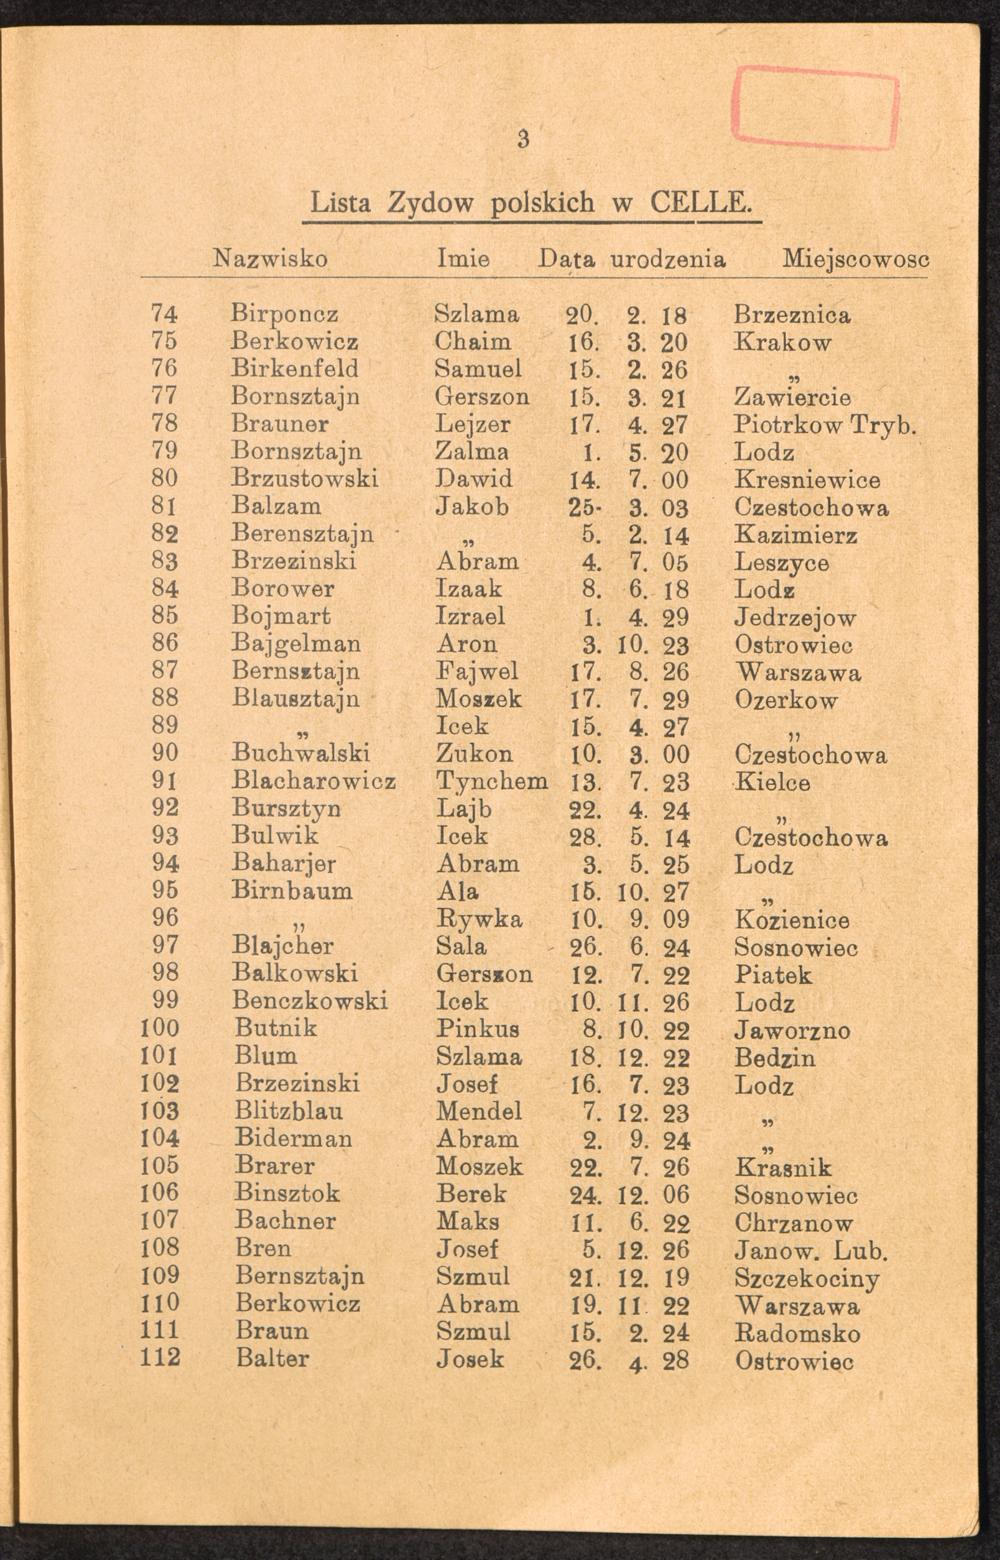 3
Lista Zydow polskich w CELLE.
Nazwisko Imie Data urodzenia Miejscowosc
74 Birponcz Szlama 20. 2. 18 Brzeznica
75 Berkowicz Chaim 16. 3. 20 Krakow
76 Birkenfeld Samuel 15. 2. 26 „
77 Bornsztajn Gerszon 15. 3. 21 Zawiercie
78 Brauner Lejzer 17. 4. 27 Piotrkow Tryb.
79 Bornsztajn Zalma 1. 5. 20 Lodz
80 Brzustowski Dawid 14. 7. 00 Kresniewice
81 Balzam Jakob 25· 3. 03 Czestochowa
82 Berensztajn „ 5. 2. 14 Kazimierz
83 Brzezinski Abram 4. 7. 05 Leszyce
84 Borower Izaak 8. 6. 18 Lodz
85 Bojmart Izrael 1. 4. 29 Jedrzejow
86 Bajgelman Aron 3. 10. 23 Ostrowiec
87 Bernsztajn Fajwel 17. 8. 26 Warszawa
88 Blausztajn Moszek 17. 7. 29 Ozerkow
89 „ Icek 15. 4. 27 „
90 Buchwalski Zukon 10. 3. 00 Czestochowa
91 Blacharowicz Tynchem 13. 7. 23 Kielce
92 Bursztyn Lajb 22. 4. 24 „
93 Bulwik Icek 28. 5. 14 Czestochowa
94 Baharjer Abram 3. 5. 25 Lodz
95 Birnbaum Ala 15. 10. 27 „
96 „ Rywka 10. 9. 09 Kozienice
97 Blajcher Sala 26. 6. 24 Sosnowiec
98 Balkowski Gerszon 12. 7. 22 Piatek
99 Benczkowski Icek 10. 11. 26 Lodz
100 Butnik Pinkus 8. 10. 22 Jaworzno
101 Blum Szlama 18. 12. 22 Bedzin
102 Brzezinski Josef 16. 7. 23 Lodz
103 Blitzblau Mendel 7. 12. 23 „
104 Biderman Abram 2. 9. 24 „
105 Brarer Moszek 22. 7. 26 Krasnik
106 Binsztok Berek 24. 12. 06 Sosnowiec
107 Bachner Maks 11. 6. 22 Chrzanow
108 Bren Josef 5. 12. 26 Janow. Lub.
109 Bernsztajn Szmul 21. 12. 19 Szczekociny
110 Berkowicz Abram 19. 11. 22 Warszawa
111 Braun Szmul 15. 2. 24 Radomsko
112 Balter Josek 26. 4. 28 Ostrowiec